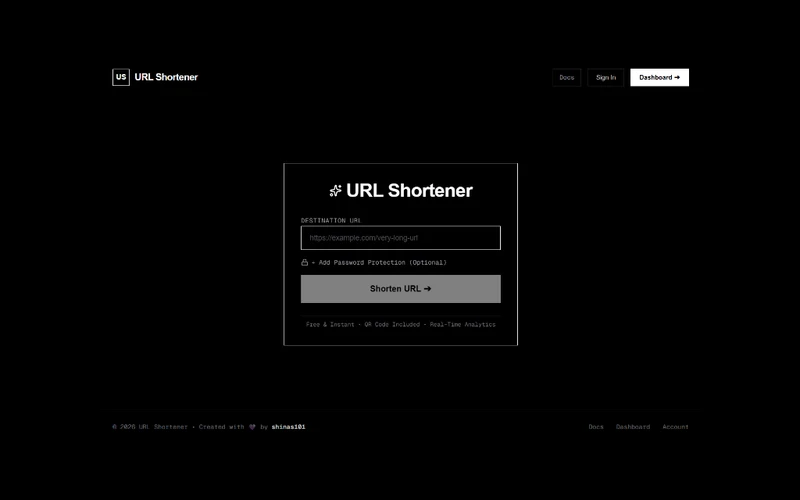 US URL Shortener Docs Sign In Dashboard →
URL Shortener
DESTINATION URL
https://example.com/very-long-url
+ Add Password Protection (Optional)
Shorten URL →
Free & Instant • QR Code Included • Real-Time Analytics
© 2026 URL Shortener • Created with 💜 by shinas101 Docs Dashboard Account